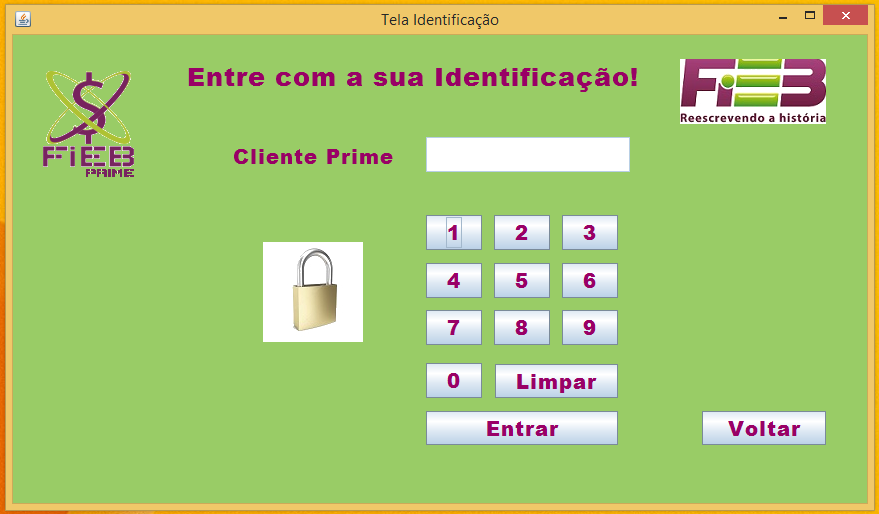 Tela Identificação
Entre com a sua Identificação!
FiEB
PRIME
FiEB
Reescrevendo a história
Cliente Prime
1 2 3
4 5 6
7 8 9
0 Limpar
Entrar
Voltar